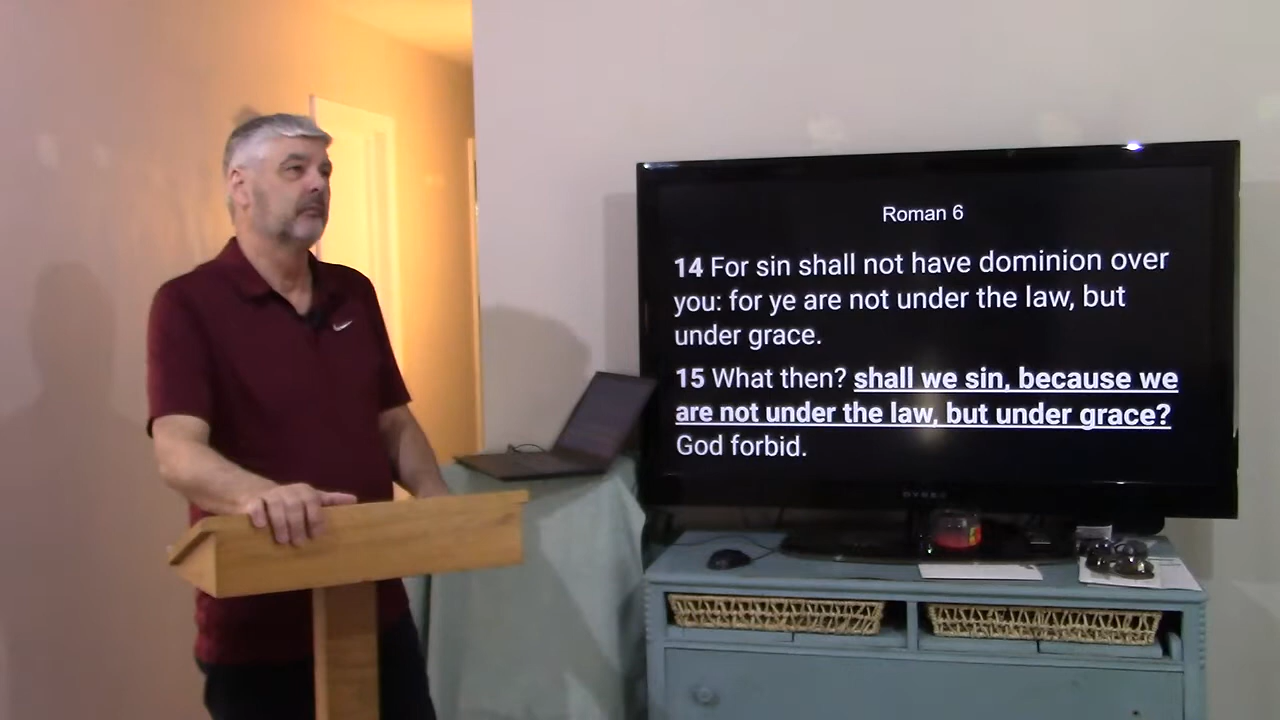 Roman 6
14 For sin shall not have dominion over
you: for ye are not under the law, but
under grace.
15 What then? shall we sin, because we
are not under the law, but under grace?
God forbid.
DYNEX